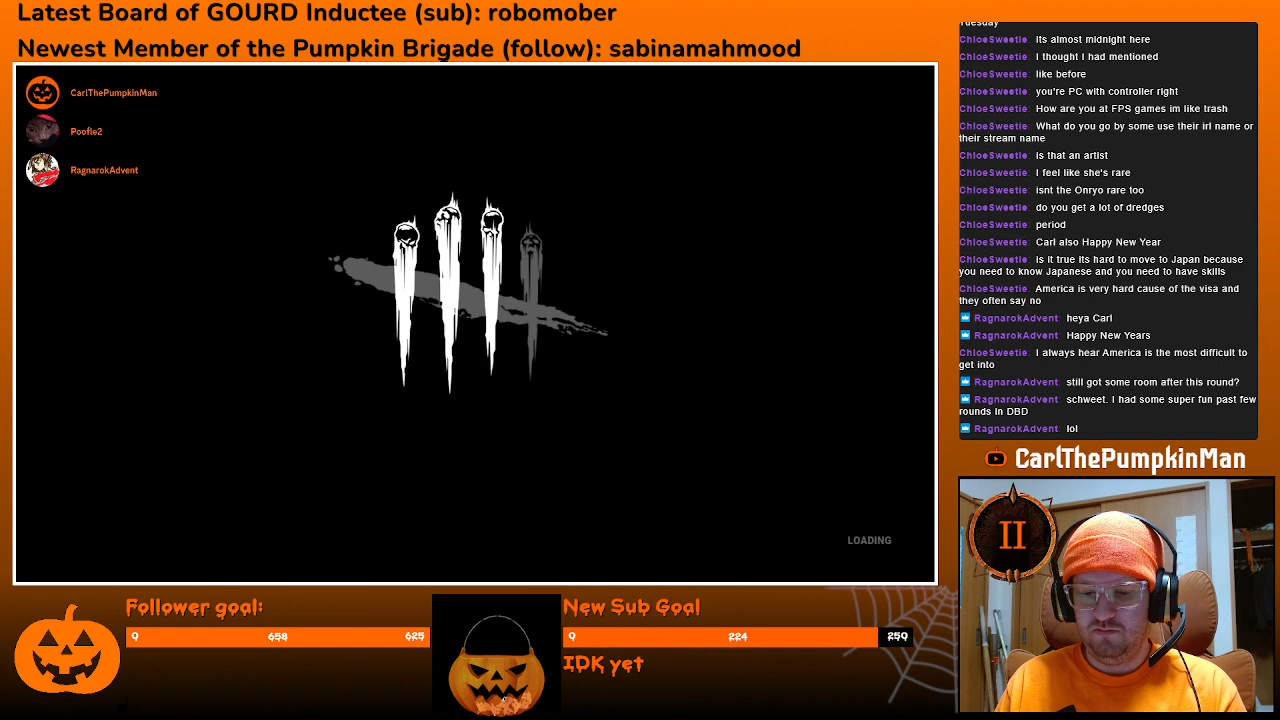 Latest Board of GOURD Inductee (sub): robomober
Newest Member of the Pumpkin Brigade (follow): sabinamahmood
CarlThePumpkinMan
Poofle2
RagnarokAdvent
LOADING
Tuesday
ChloeSweetie: Its almost midnight here
ChloeSweetie: I thought I had mentioned
ChloeSweetie: like before
ChloeSweetie: you're PC with controller right
ChloeSweetie: How are you at FPS games im like trash
ChloeSweetie: What do you go by some use their irl name or
their stream name
ChloeSweetie: is that an artist
ChloeSweetie: I feel like she's rare
ChloeSweetie: isnt the Onryo rare too
ChloeSweetie: do you get a lot of dredges
ChloeSweetie: period
ChloeSweetie: Carl also Happy New Year
ChloeSweetie: is it true its hard to move to Japan because
you need to know Japanese and you need to have skills
ChloeSweetie: America is very hard cause of the visa and
they often say no
RagnarokAdvent: heya Carl
RagnarokAdvent: Happy New Years
ChloeSweetie: I always hear America is the most difficult to
get into
RagnarokAdvent: still got some room after this round?
RagnarokAdvent: schweet. I had some super fun past few
rounds in DBD
RagnarokAdvent: lol
CarlThePumpkinMan
II
Follower goal:
0 658 625
New Sub Goal
0 224 250
IDK yet